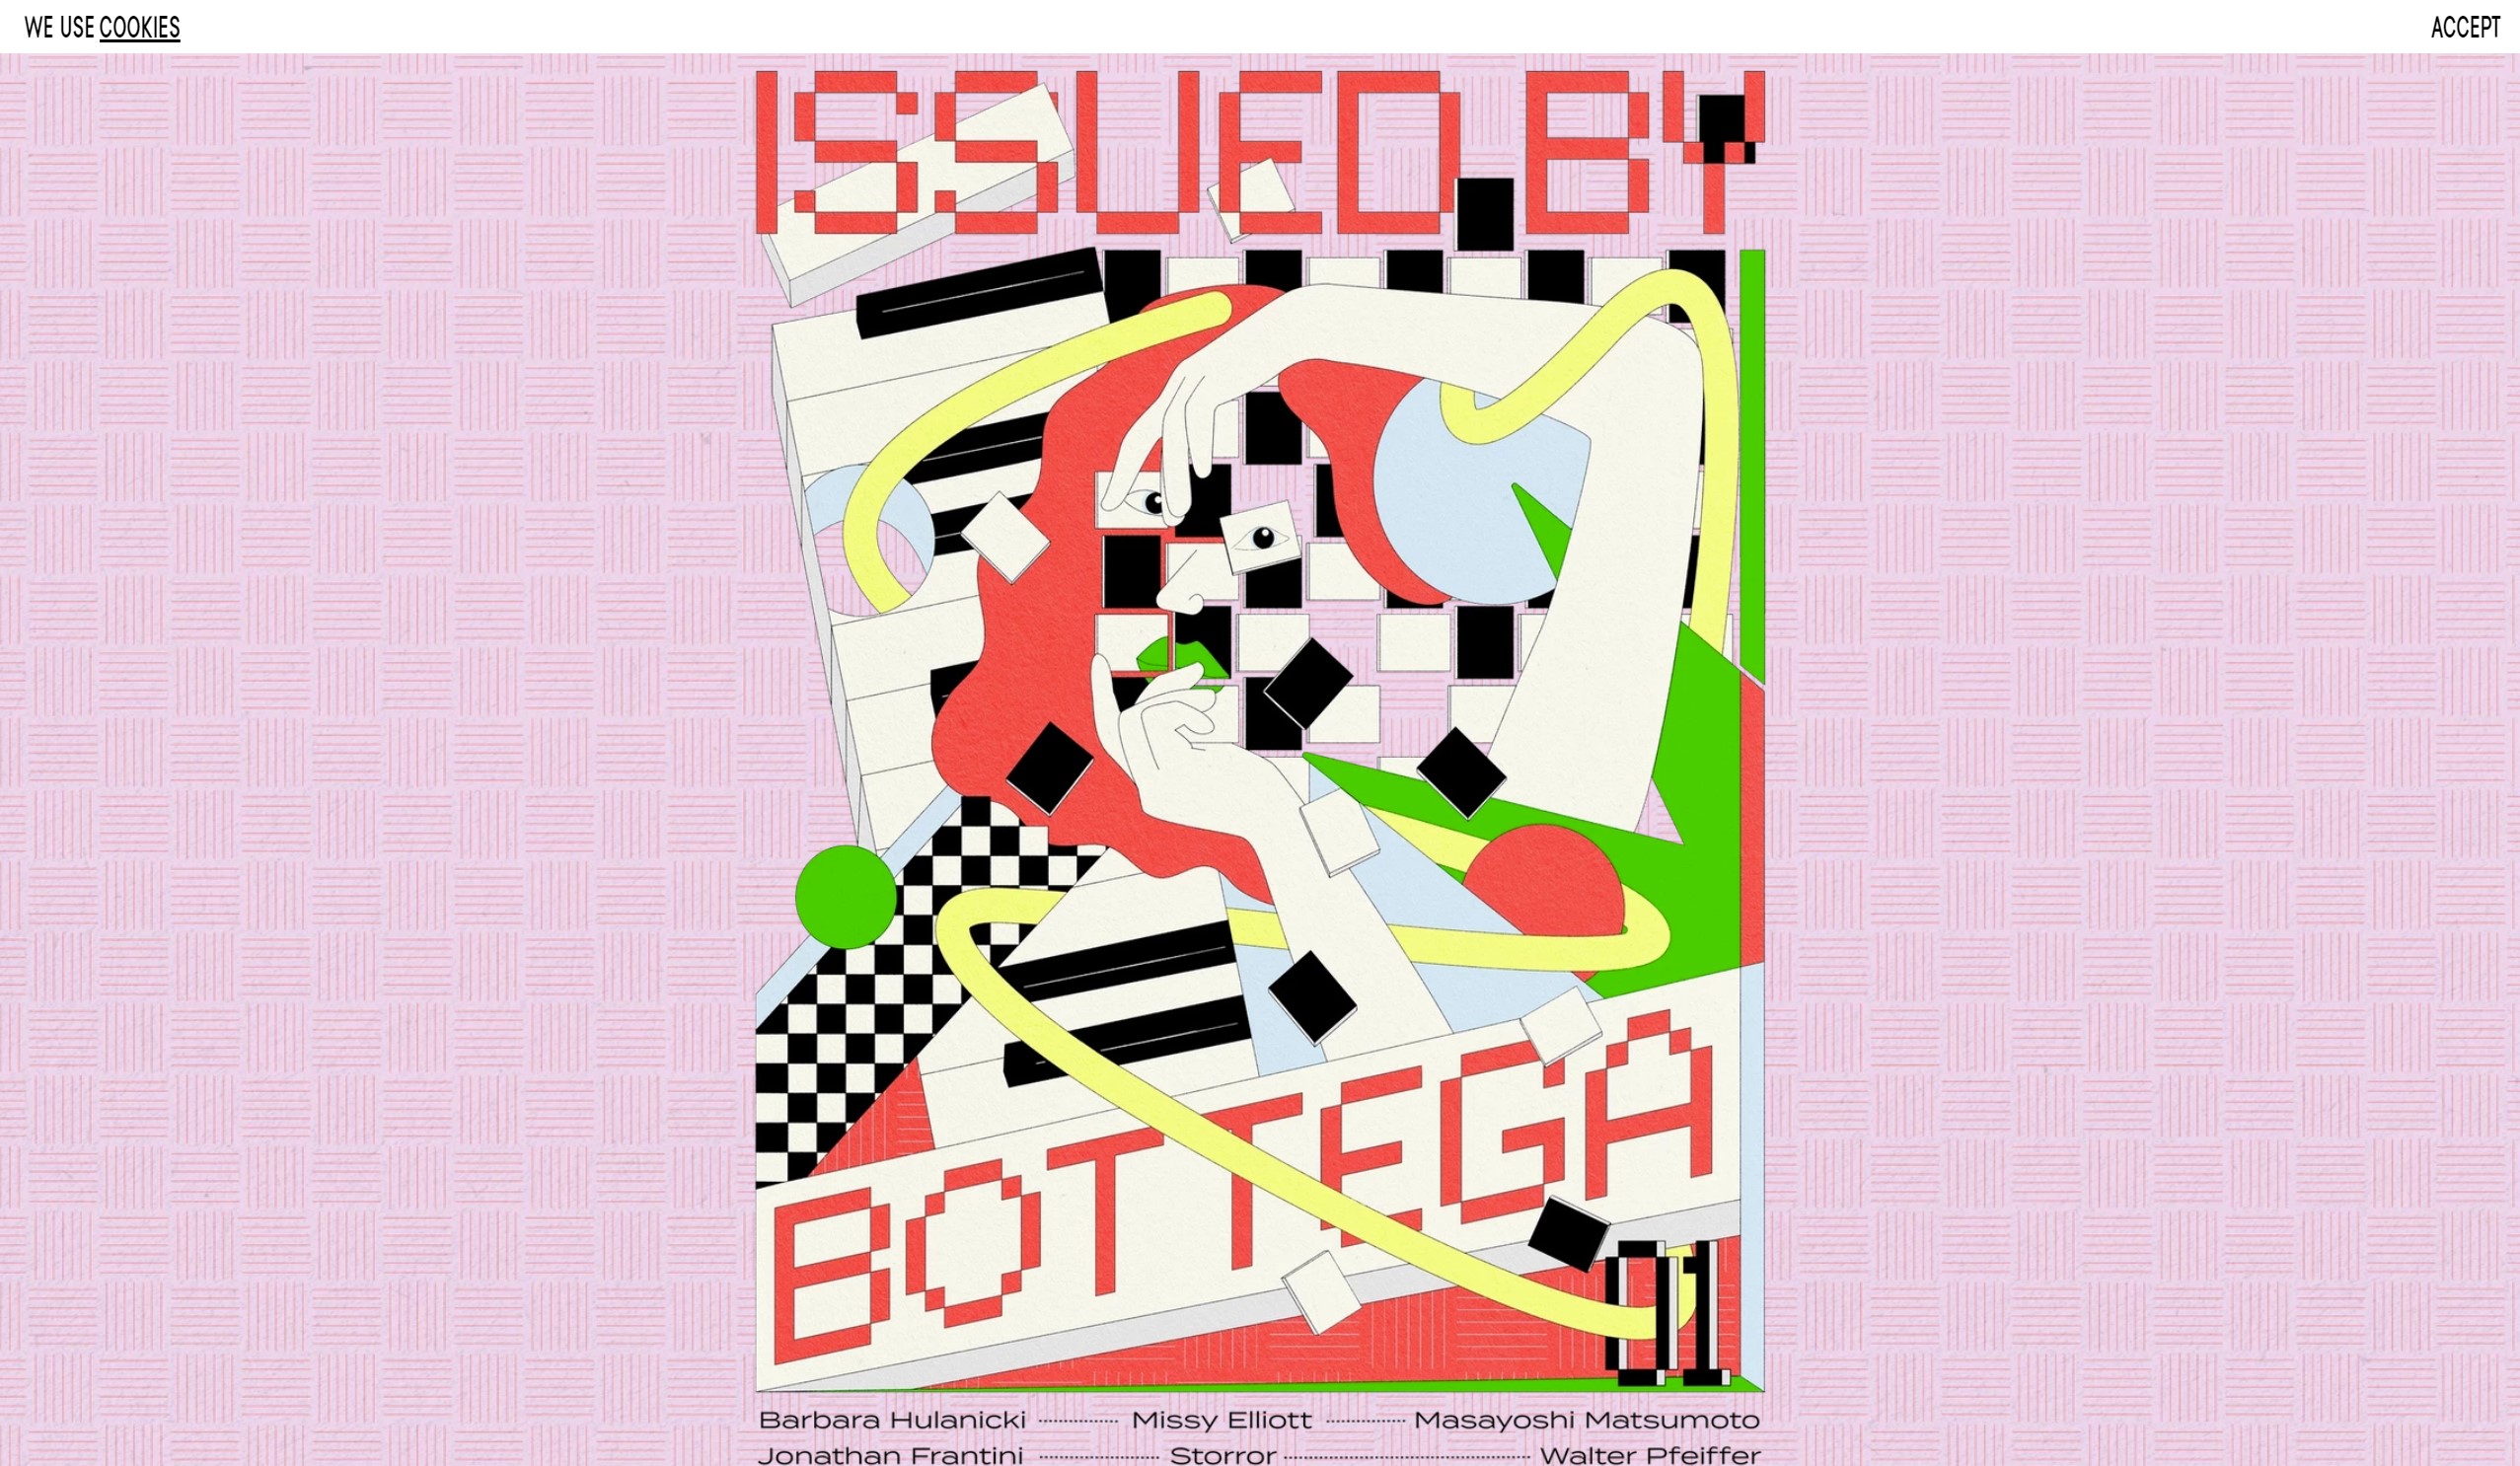 WE USE COOKIES
ACCEPT
ISSUED BY
BOTTEGA
01
Barbara Hulanicki Missy Elliott Masayoshi Matsumoto
Jonathan Frantini Storror Walter Pfeiffer